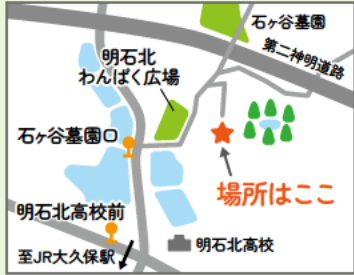 石ヶ谷墓園
第二神明道路
明石北
わんぱく広場
石ヶ谷墓園口
場所はここ
明石北高校前
明石北高校
至JR大久保駅